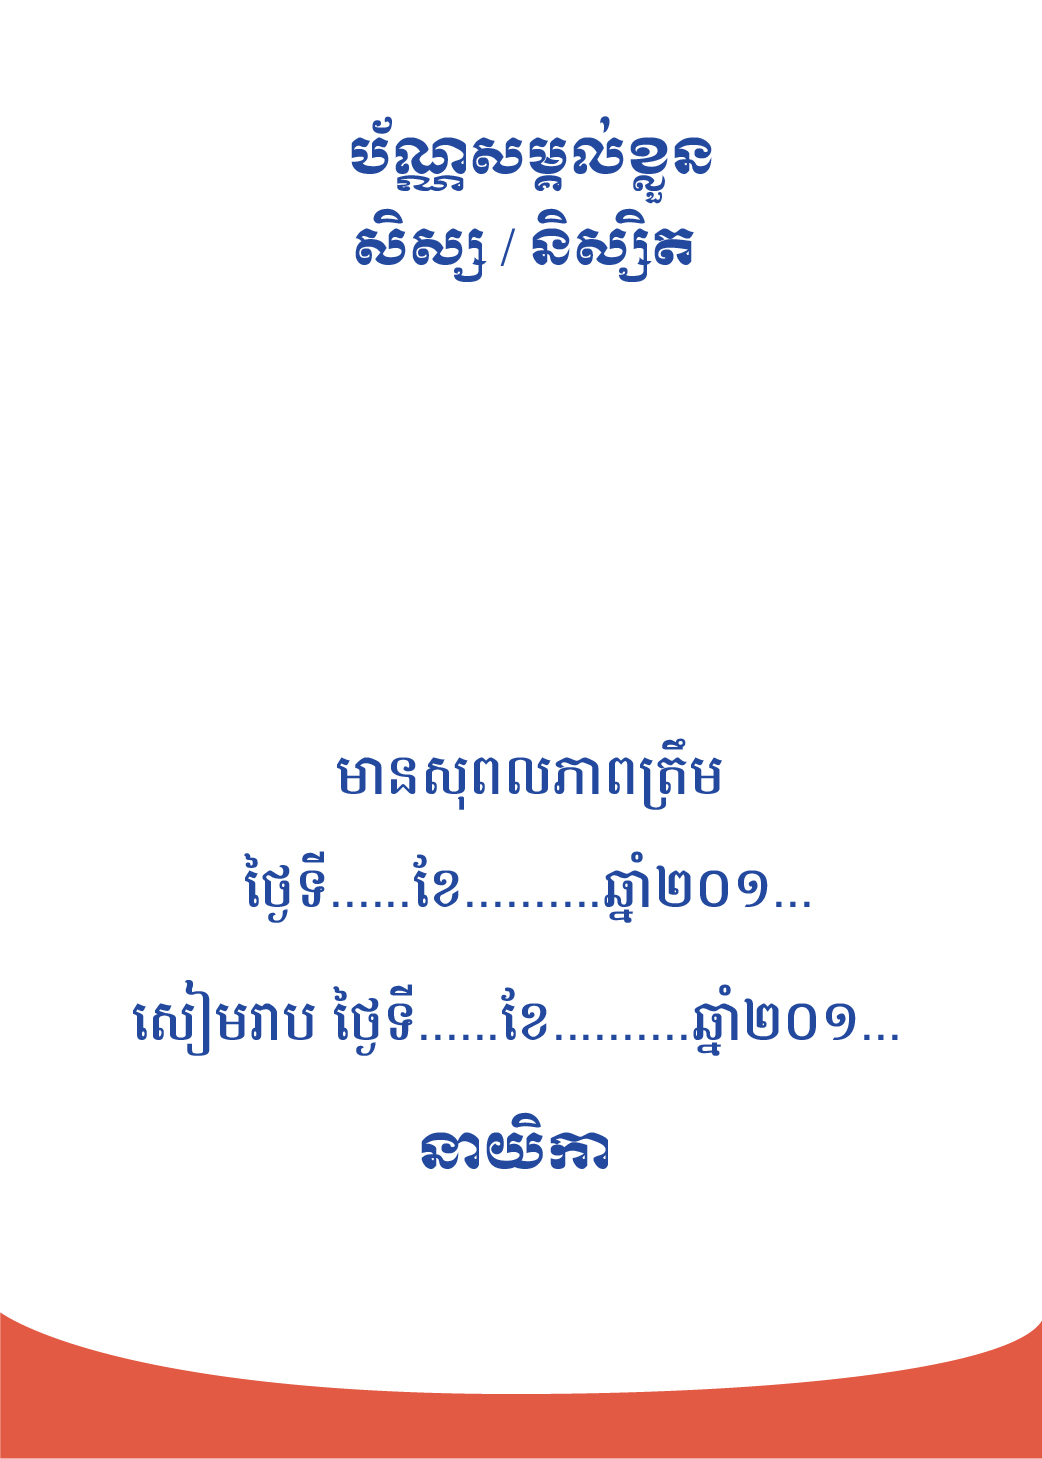 ប័ណ្ណសម្គល់ខ្លួន
សិស្ស / និស្សិត
មានសុពលភាពត្រឹម
ថ្ងៃទី......ខែ..........ឆ្នាំ២០១...
សៀមរាប ថ្ងៃទី......ខែ..........ឆ្នាំ២០១...
នាយិកា